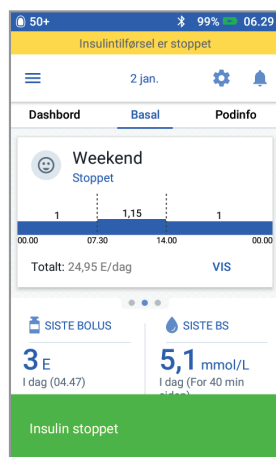 50+ 99% 06.29
Insulintilførsel er stoppet
2 jan.
Dashbord Basal Podinfo
Weekend
Stoppet
1 1,15 1
00.00 07.30 14.00 00.00
Totalt: 24,95 E/dag VIS
SISTE BOLUS SISTE BS
3 E 5,1 mmol/L
I dag (04.47) I dag (For 40 min
siden)
Insulin stoppet